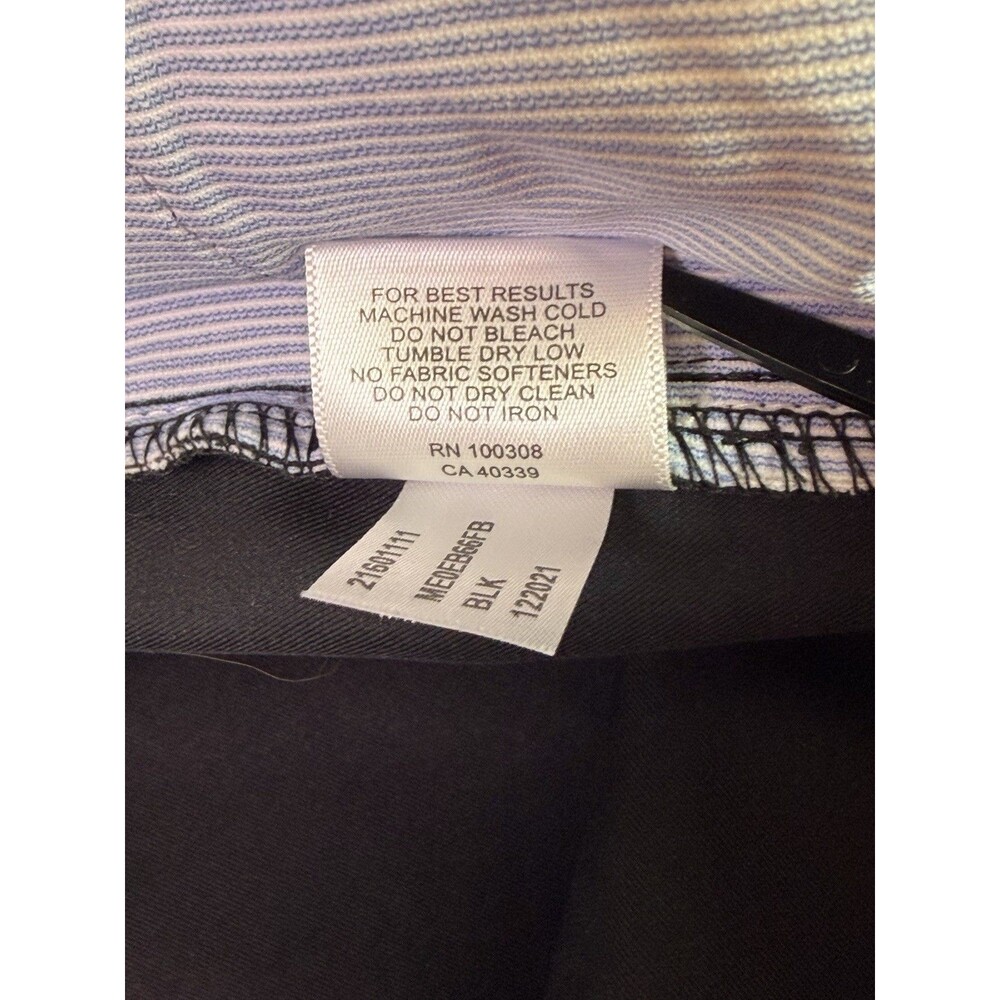 FOR BEST RESULTS
MACHINE WASH COLD
DO NOT BLEACH
TUMBLE DRY LOW
NO FABRIC SOFTENERS
DO NOT DRY CLEAN
DO NOT IRON
RN 100308
CA 40339
21601111
ME0EB66FB
BLK
122021